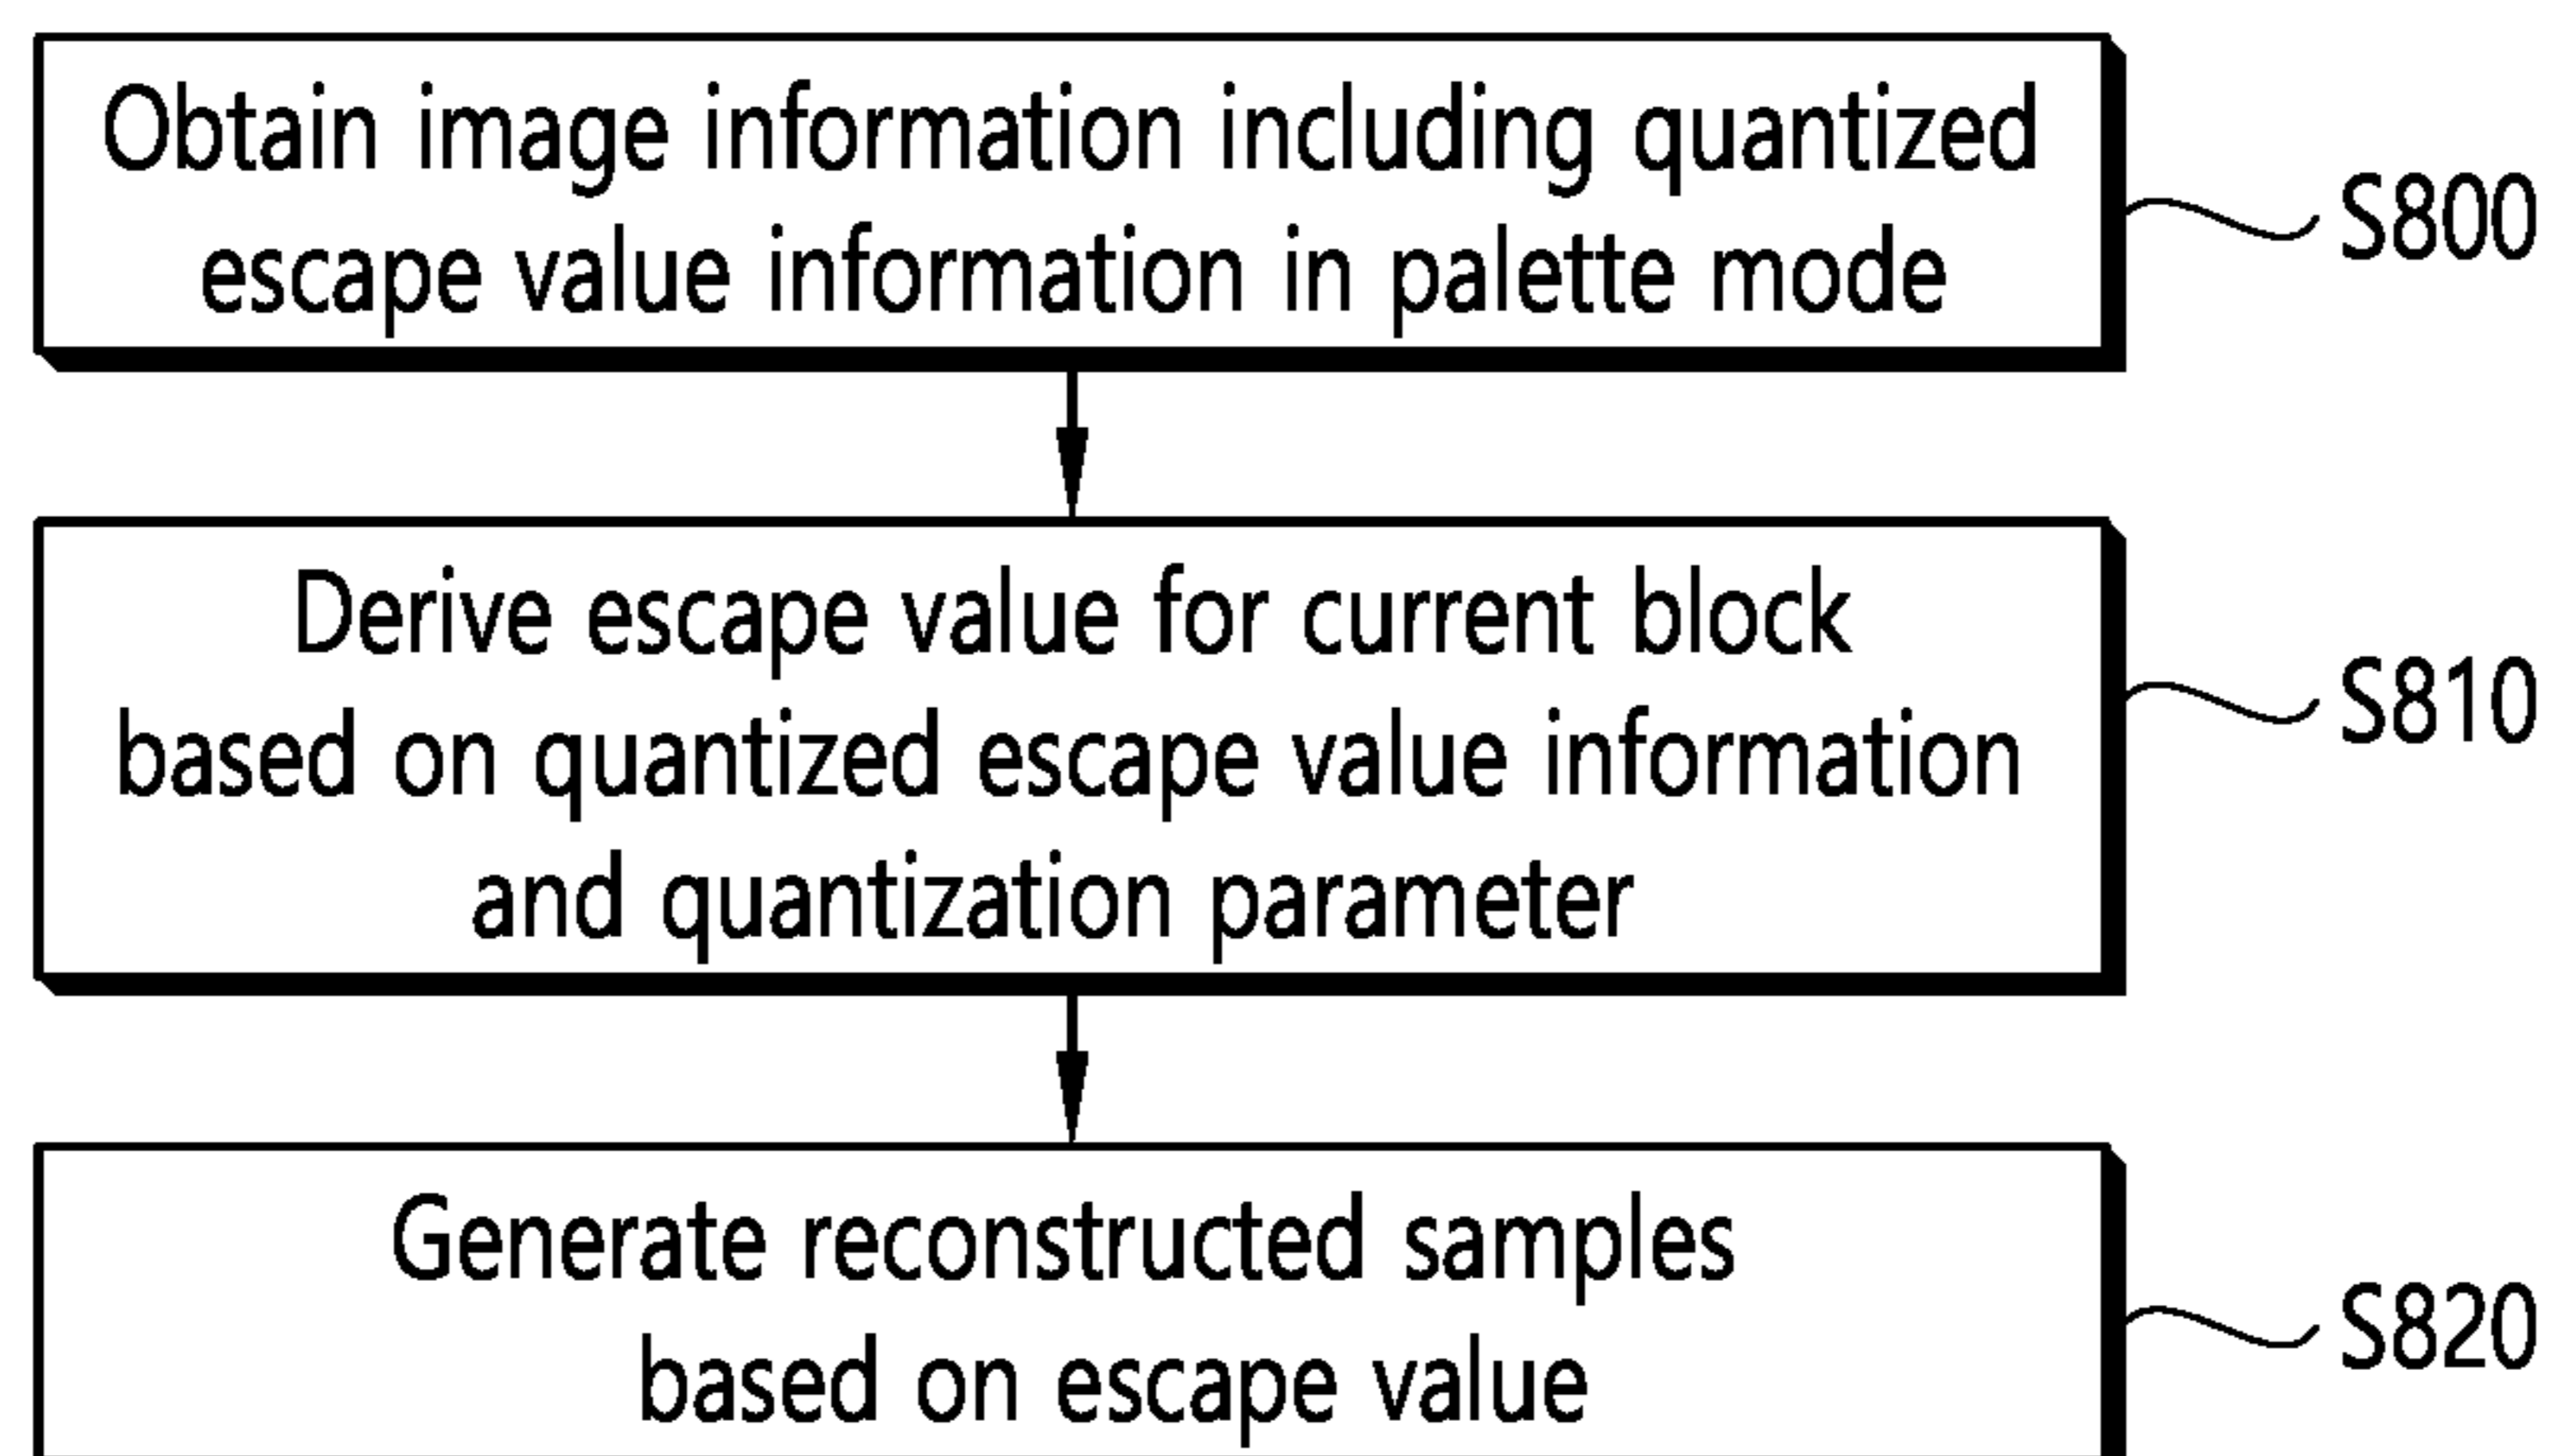 Obtain image information including quantized
escape value information in palette mode
S800
Derive escape value for current block
based on quantized escape value information
and quantization parameter
S810
Generate reconstructed samples
based on escape value
S820